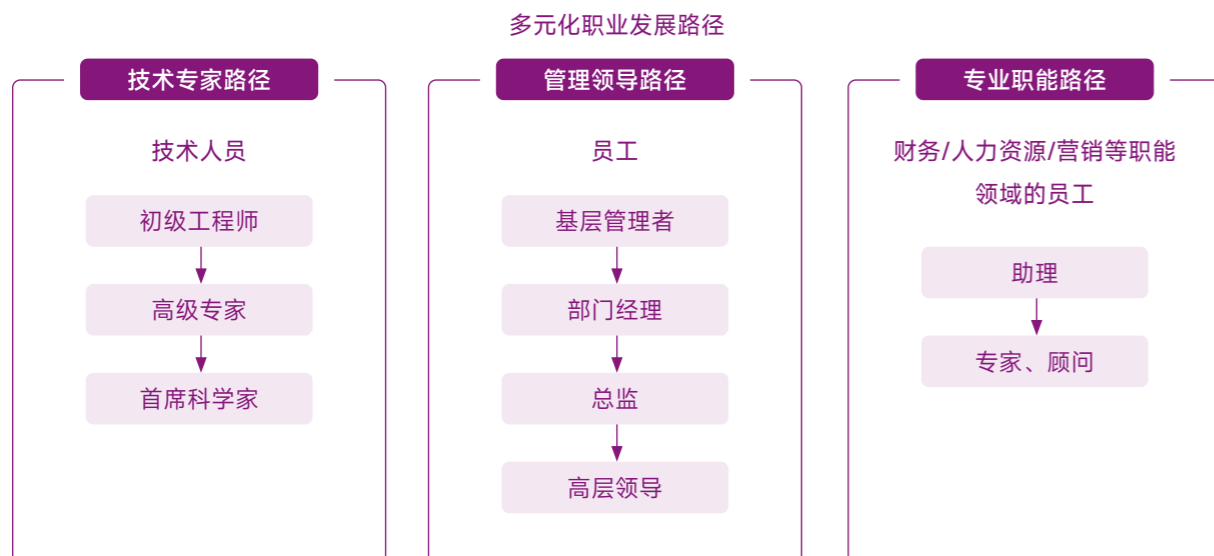 多元化职业发展路径
技术专家路径
技术人员
初级工程师
高级专家
首席科学家
管理领导路径
员工
基层管理者
部门经理
总监
高层领导
专业职能路径
财务/人力资源/营销等职能
领域的员工
助理
专家、顾问